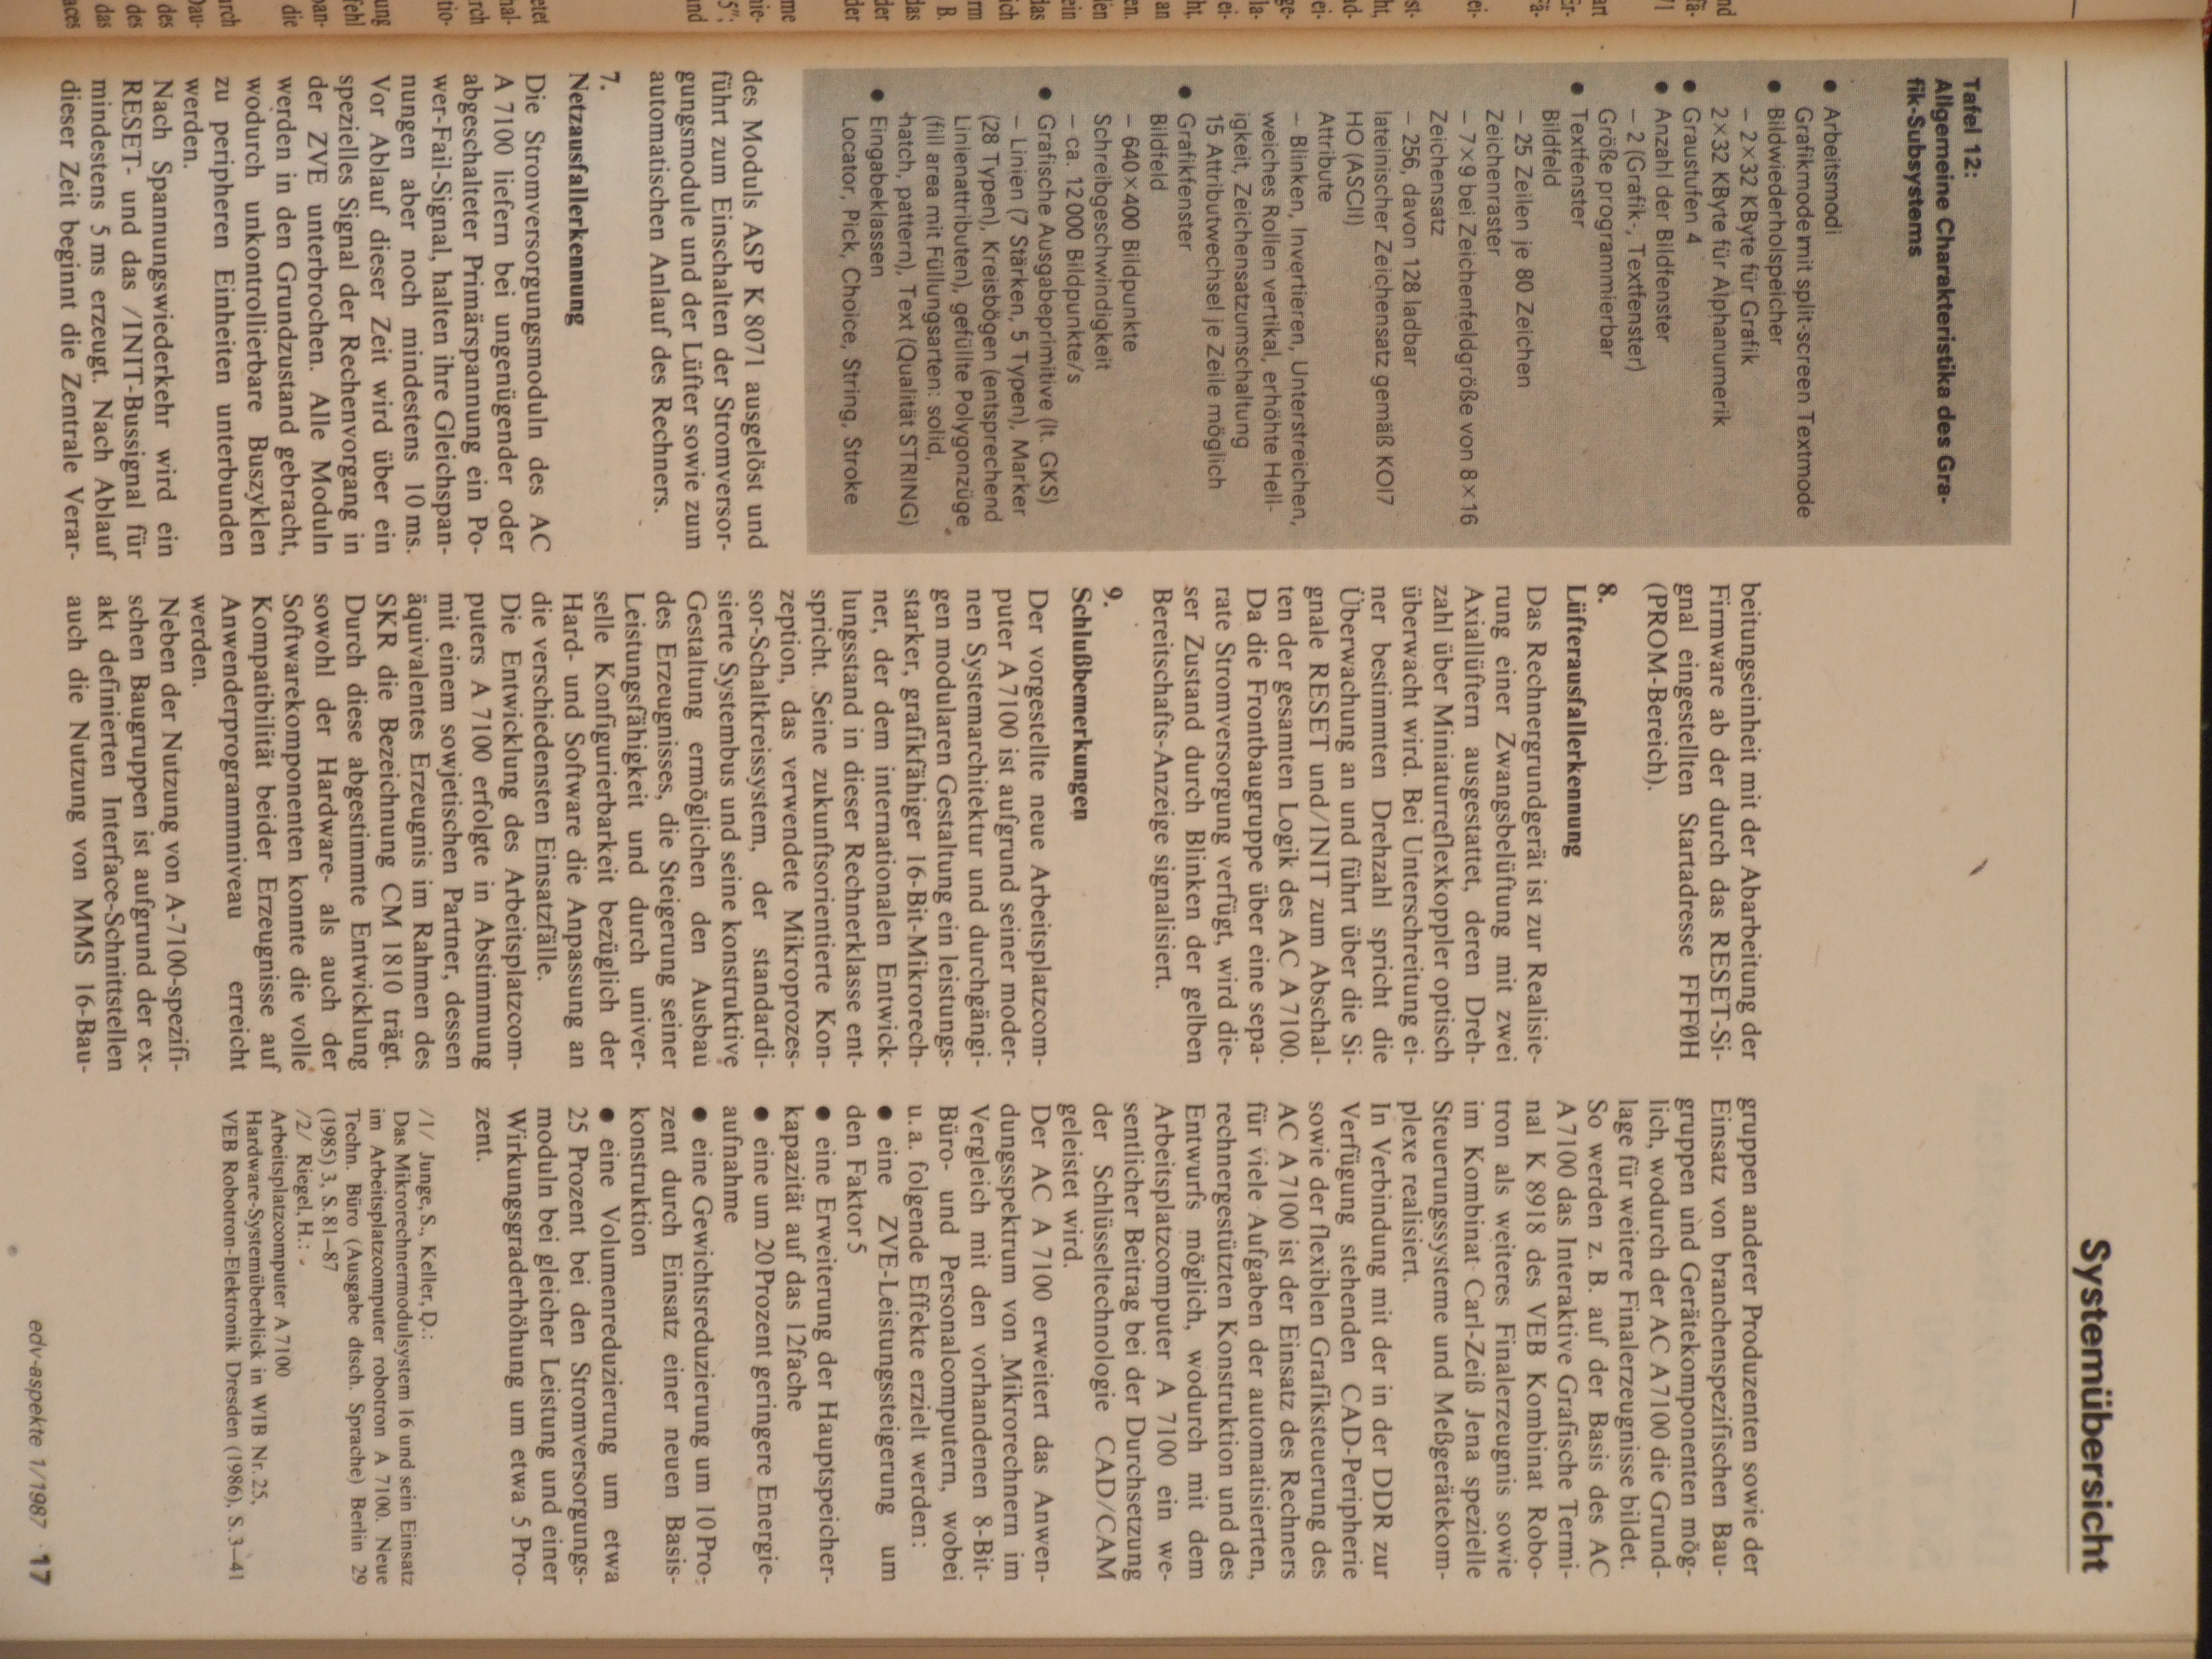 Systemübersicht
Tafel 12:
Allgemeine Charakteristika des Gra-
fik-Subsystems
● Arbeitsmodi
Grafikmode mit split-screen Textmode
● Bildwiederholspeicher
– 2×32 KByte für Grafik
2×32 KByte für Alphanumerik
● Graustufen 4
● Anzahl der Bildfenster
– 2 (Grafik-, Textfenster)
Größe programmierbar
● Textfenster
Bildfeld
– 25 Zeilen je 80 Zeichen
Zeichenraster
– 7×9 bei Zeichenfeldgröße von 8×16
Zeichensatz
– 256, davon 128 ladbar
lateinischer Zeichensatz gemäß KOI7
HO (ASCII)
Attribute
– Blinken, Invertieren, Unterstreichen,
weiches Rollen vertikal, erhöhte Hell-
igkeit, Zeichensatzumschaltung
15 Attributwechsel je Zeile möglich
● Grafikfenster
Bildfeld
– 640×400 Bildpunkte
Schreibgeschwindigkeit
– ca. 12000 Bildpunkte/s
● Grafische Ausgabeprimitive (lt. GKS)
– Linien (7 Stärken, 5 Typen), Marker
(28 Typen), Kreisbögen (entsprechend
Linienattributen), gefüllte Polygonzüge
(fill area mit Füllungsarten: solid,
hatch, pattern), Text (Qualität STRING)
● Eingabeklassen
Locator, Pick, Choice, String, Stroke
des Moduls ASP K 8071 ausgelöst und
führt zum Einschalten der Stromversor-
gungsmodule und der Lüfter sowie zum
automatischen Anlauf des Rechners.
7.
Netzausfallerkennung
Die Stromversorgungsmoduln des AC
A 7100 liefern bei ungenügender oder
abgeschalteter Primärspannung ein Po-
wer-Fail-Signal, halten ihre Gleichspan-
nungen aber noch mindestens 10 ms.
Vor Ablauf dieser Zeit wird über ein
spezielles Signal der Rechenvorgang in
der ZVE unterbrochen. Alle Moduln
werden in den Grundzustand gebracht,
wodurch unkontrollierbare Buszyklen
zu peripheren Einheiten unterbunden
werden.
Nach Spannungswiederkehr wird ein
RESET- und das /INIT-Bussignal für
mindestens 5 ms erzeugt. Nach Ablauf
dieser Zeit beginnt die Zentrale Verar-
beitungseinheit mit der Abarbeitung der
Firmware ab der durch das RESET-Si-
gnal eingestellten Startadresse FFF0H
(PROM-Bereich).
8.
Lüfterausfallerkennung
Das Rechnergrundgerät ist zur Realisie-
rung einer Zwangsbelüftung mit zwei
Axiallüftern ausgestattet, deren Dreh-
zahl über Miniaturreflexkoppler optisch
überwacht wird. Bei Unterschreitung ei-
ner bestimmten Drehzahl spricht die
Überwachung an und führt über die Si-
gnale RESET und/INIT zum Abschal-
ten der gesamten Logik des AC A 7100.
Da die Frontbaugruppe über eine sepa-
rate Stromversorgung verfügt, wird die-
ser Zustand durch Blinken der gelben
Bereitschafts-Anzeige signalisiert.
9.
Schlußbemerkungen
Der vorgestellte neue Arbeitsplatzcom-
puter A 7100 ist aufgrund seiner moder-
nen Systemarchitektur und durchgängi-
gen modularen Gestaltung ein leistungs-
starker, grafikfähiger 16-Bit-Mikrorech-
ner, der dem internationalen Entwick-
lungsstand in dieser Rechnerklasse ent-
spricht. Seine zukunftsorientierte Kon-
zeption, das verwendete Mikroprozes-
sor-Schaltkreissystem, der standardi-
sierte Systembus und seine konstruktive
Gestaltung ermöglichen den Ausbau
des Erzeugnisses, die Steigerung seiner
Leistungsfähigkeit und durch univer-
selle Konfigurierbarkeit bezüglich der
Hard- und Software die Anpassung an
die verschiedensten Einsatzfälle.
Die Entwicklung des Arbeitsplatzcom-
puters A 7100 erfolgte in Abstimmung
mit einem sowjetischen Partner, dessen
äquivalentes Erzeugnis im Rahmen des
SKR die Bezeichnung CM 1810 trägt.
Durch diese abgestimmte Entwicklung
sowohl der Hardware- als auch der
Softwarekomponenten konnte die volle
Kompatibilität beider Erzeugnisse auf
Anwenderprogrammniveau erreicht
werden.
Neben der Nutzung von A-7100-spezifi-
schen Baugruppen ist aufgrund der ex-
akt definierten Interface-Schnittstellen
auch die Nutzung von MMS 16-Bau-
gruppen anderer Produzenten sowie der
Einsatz von branchenspezifischen Bau-
gruppen und Gerätekomponenten mög-
lich, wodurch der AC A 7100 die Grund-
lage für weitere Finalerzeugnisse bildet.
So werden z. B. auf der Basis des AC
A 7100 das Interaktive Grafische Termi-
nal K 8918 des VEB Kombinat Robo-
tron als weiteres Finalerzeugnis sowie
im Kombinat Carl-Zeiß Jena spezielle
Steuerungssysteme und Meßgerätekom-
plexe realisiert.
In Verbindung mit der in der DDR zur
Verfügung stehenden CAD-Peripherie
sowie der flexiblen Grafiksteuerung des
AC A 7100 ist der Einsatz des Rechners
für viele Aufgaben der automatisierten,
rechnergestützten Konstruktion und des
Entwurfs möglich, wodurch mit dem
Arbeitsplatzcomputer A 7100 ein we-
sentlicher Beitrag bei der Durchsetzung
der Schlüsseltechnologie CAD/CAM
geleistet wird.
Der AC A 7100 erweitert das Anwen-
dungsspektrum von Mikrorechnern im
Vergleich mit den vorhandenen 8-Bit-
Büro- und Personalcomputern, wobei
u. a. folgende Effekte erzielt werden:
● eine ZVE-Leistungssteigerung um
den Faktor 5
● eine Erweiterung der Hauptspeicher-
kapazität auf das 12fache
● eine um 20 Prozent geringere Energie-
aufnahme
● eine Gewichtsreduzierung um 10 Pro-
zent durch Einsatz einer neuen Basis-
konstruktion
● eine Volumenreduzierung um etwa
25 Prozent bei den Stromversorgungs-
moduln bei gleicher Leistung und einer
Wirkungsgraderhöhung um etwa 5 Pro-
zent.
/1/ Junge, S., Keller, D.:
Das Mikrorechnermodulsystem 16 und sein Einsatz
im Arbeitsplatzcomputer robotron A 7100. Neue
Techn. Büro (Ausgabe dtsch. Sprache) Berlin 29
(1985) 3, S. 81–87
/2/ Riegel, H.:
Arbeitsplatzcomputer A 7100
Hardware-Systemüberblick in WIB Nr. 25,
VEB Robotron-Elektronik Dresden (1986), S. 3–41
edv-aspekte 1/1987 17